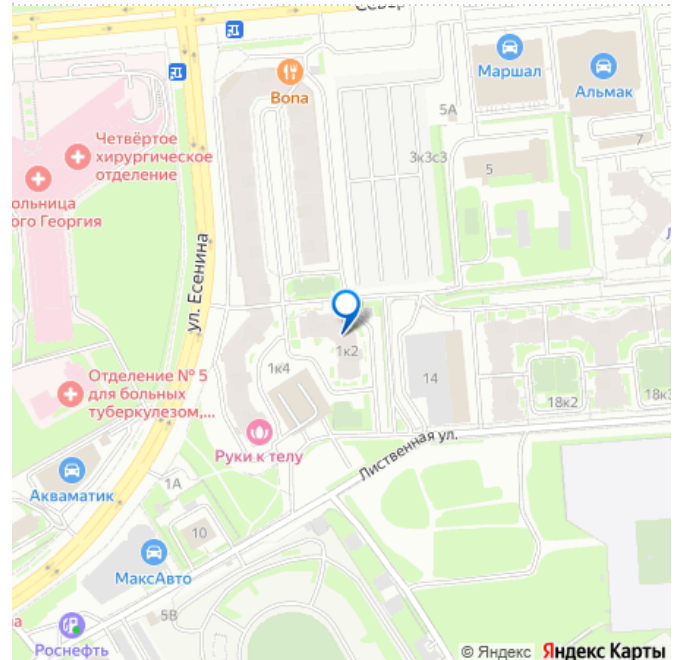 Bona
Маршал
Альмак
5А
7
Четвёртое
хирургическое
отделение
3к3с3
5
ольница
ого Георгия
ул. Есенина
1к2
1к4
14
Отделение № 5
для больных
туберкулезом,...
18к2
18к3
Руки к телу
Лиственная ул.
Акваматик
1А
10
МаксАвто
5В
Роснефть
© Яндекс Яндекс Карты